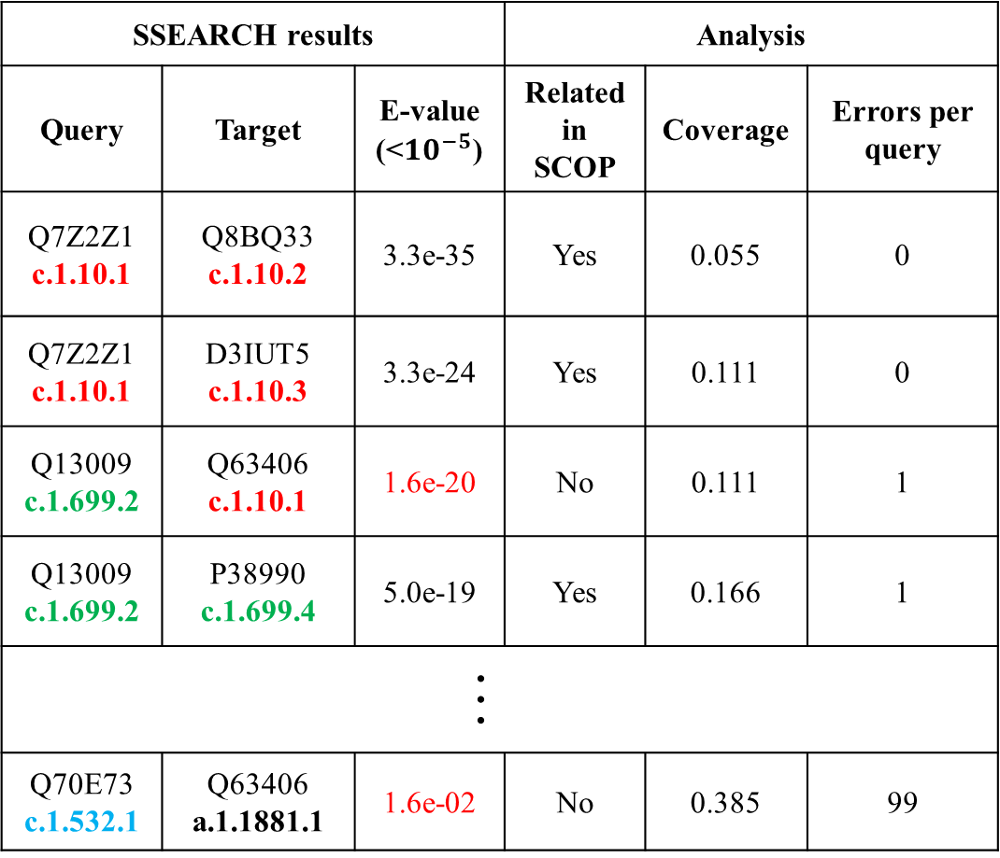 SSEARCH results Analysis
Query Target E-value (<10⁻⁵) Related in SCOP Coverage Errors per query
Q7Z2Z1 Q8BQ33 3.3e-35 Yes 0.055 0
c.1.10.1 c.1.10.2
Q7Z2Z1 D3IUT5 3.3e-24 Yes 0.111 0
c.1.10.1 c.1.10.3
Q13009 Q63406 1.6e-20 No 0.111 1
c.1.699.2 c.1.10.1
Q13009 P38990 5.0e-19 Yes 0.166 1
c.1.699.2 c.1.699.4
⋮
Q70E73 Q63406 1.6e-02 No 0.385 99
c.1.532.1 a.1.1881.1